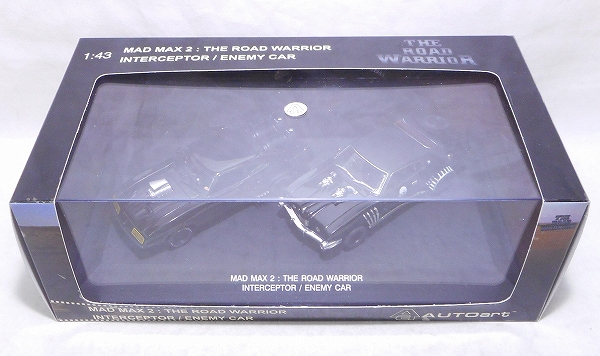 1:43
MAD MAX 2 : THE ROAD WARRIOR
INTERCEPTOR / ENEMY CAR
THE
ROAD
WARRIOR
MAD MAX 2 : THE ROAD WARRIOR
INTERCEPTOR / ENEMY CAR
MAD MAX 2 : THE ROAD WARRIOR
INTERCEPTOR / ENEMY CAR
AUTOart